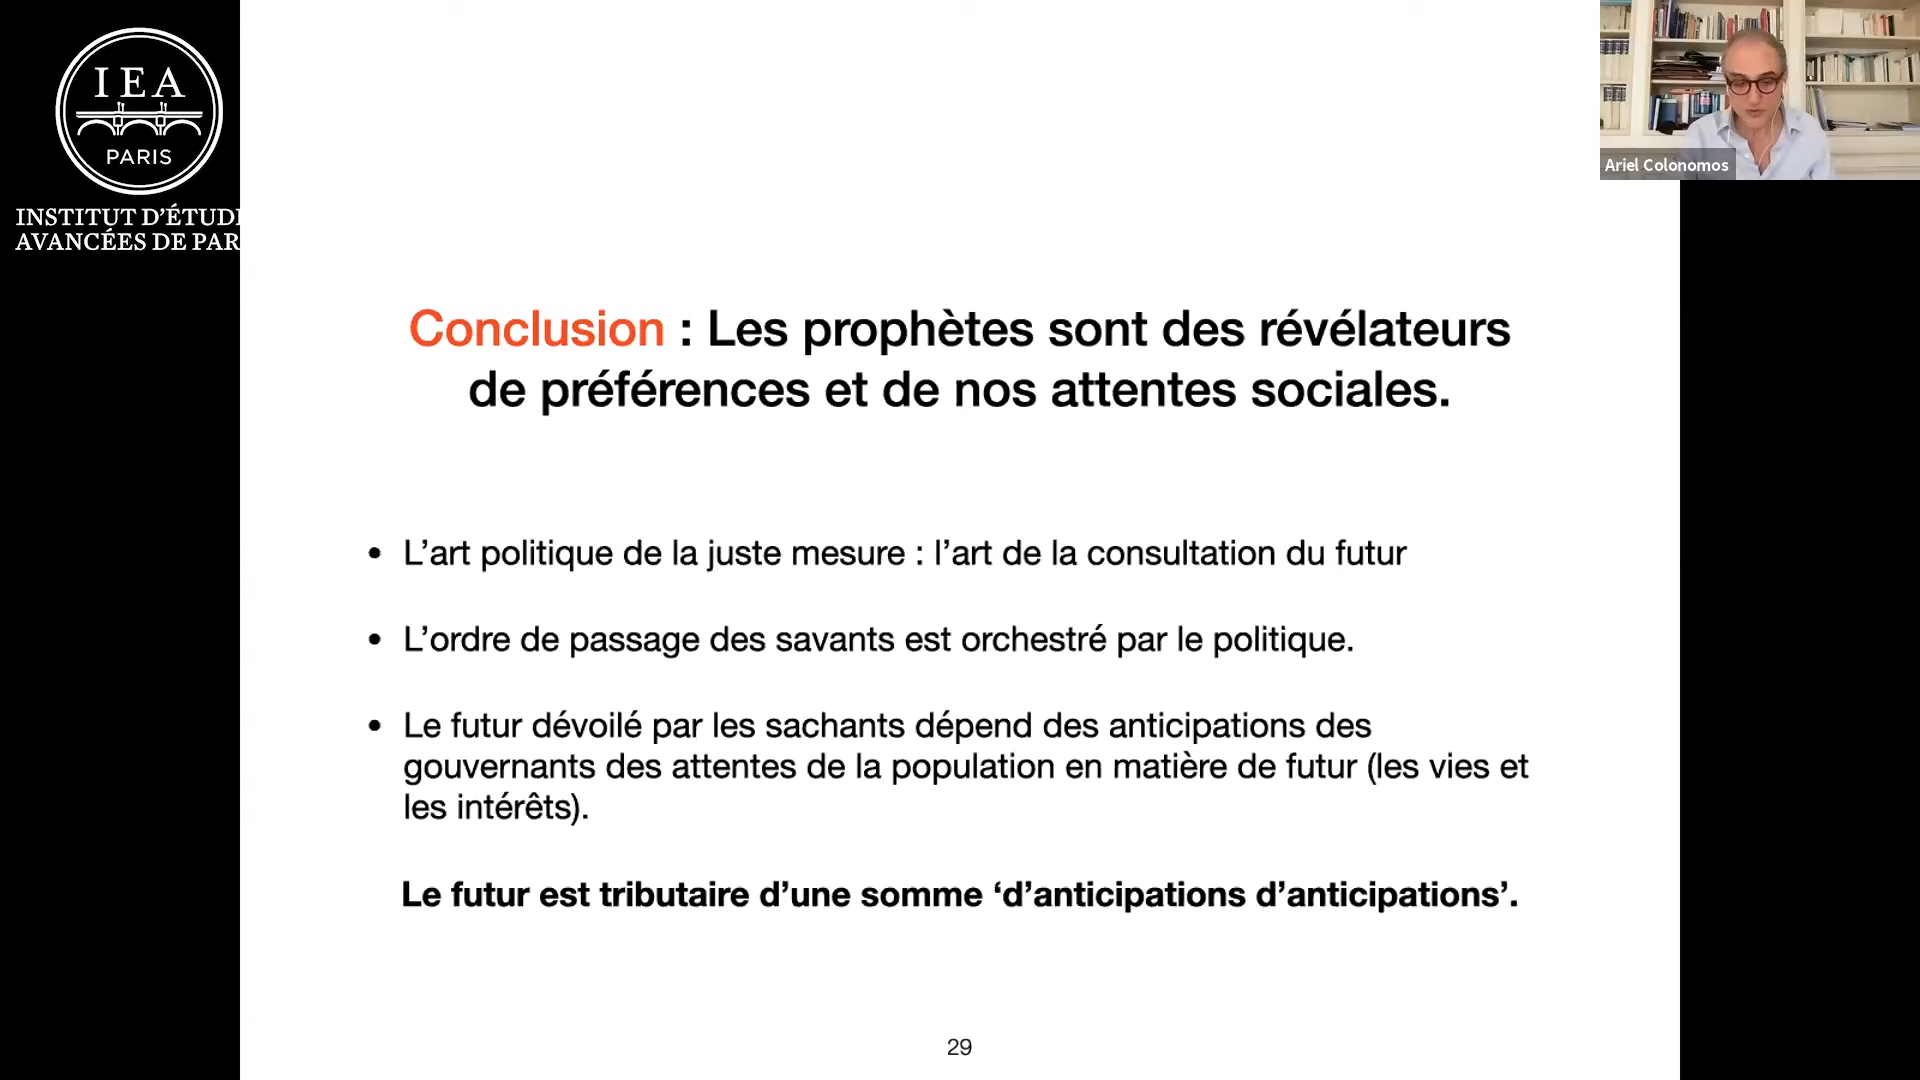 IEA
PARIS
INSTITUT D'ÉTUDE
AVANCÉES DE PAR
Ariel Colonomos
Conclusion : Les prophètes sont des révélateurs
de préférences et de nos attentes sociales.
• L’art politique de la juste mesure : l’art de la consultation du futur
• L’ordre de passage des savants est orchestré par le politique.
• Le futur dévoilé par les sachants dépend des anticipations des
gouvernants des attentes de la population en matière de futur (les vies et
les intérêts).
Le futur est tributaire d’une somme ‘d’anticipations d’anticipations’.
29